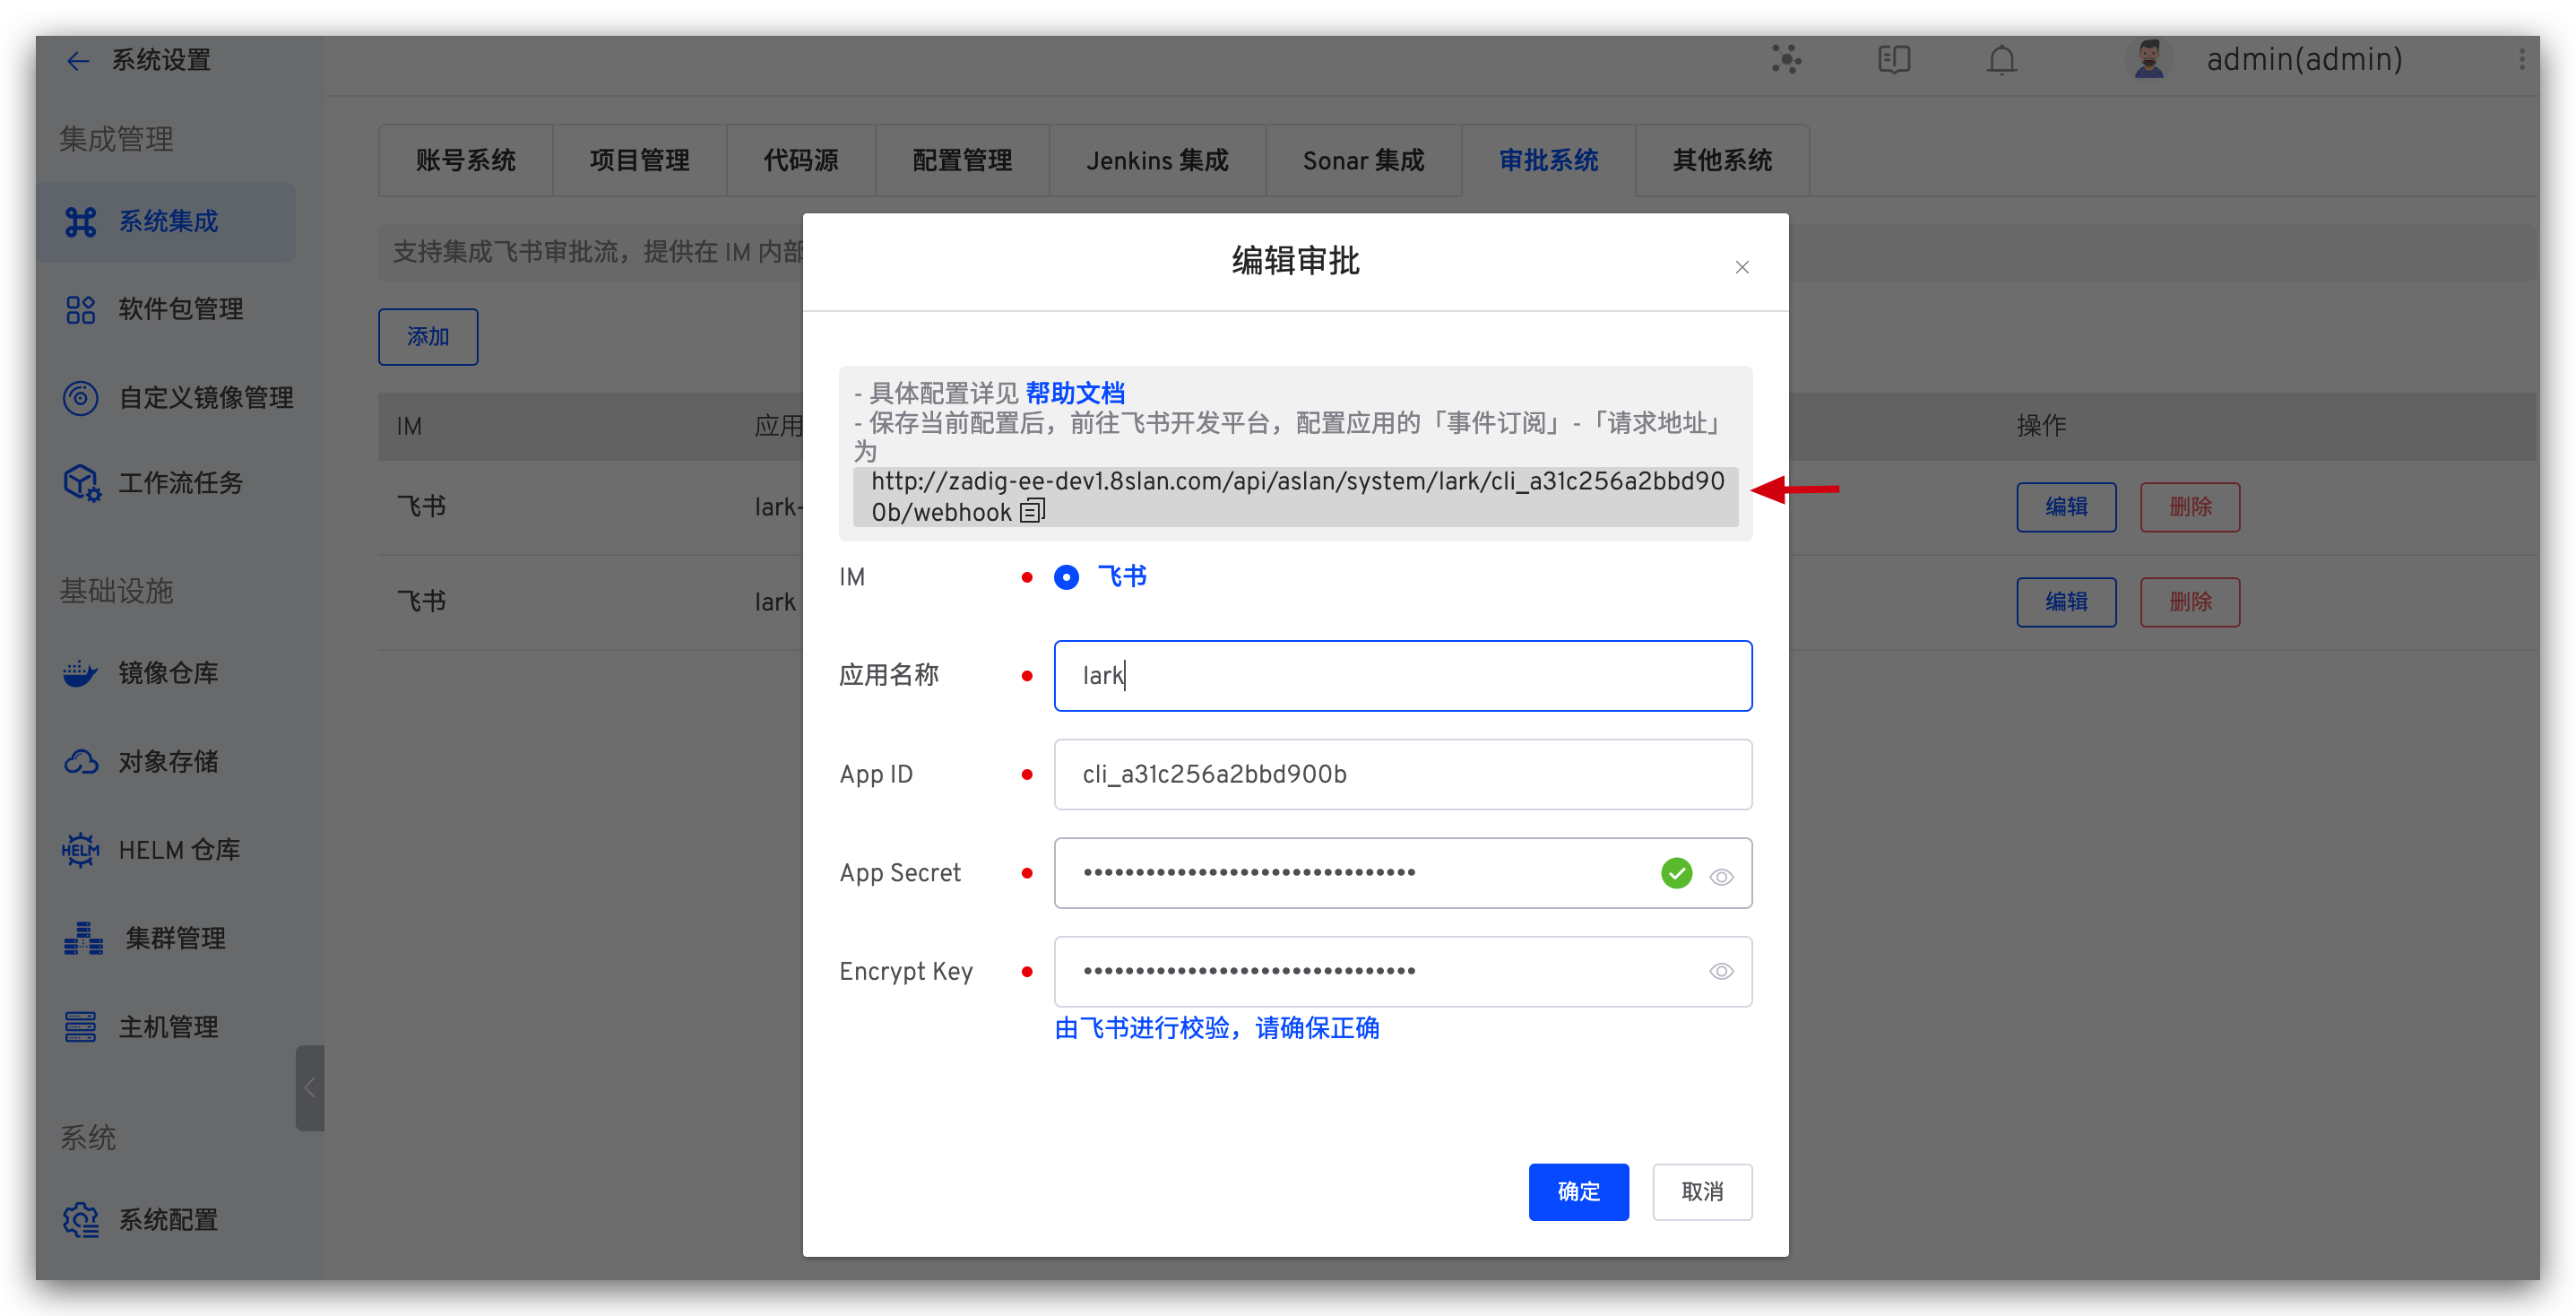 系统设置
admin(admin)
集成管理
系统集成
软件包管理
自定义镜像管理
工作流任务
基础设施
镜像仓库
对象存储
HELM
HELM 仓库
集群管理
主机管理
系统
系统配置
账号系统
项目管理
代码源
配置管理
Jenkins 集成
Sonar 集成
审批系统
其他系统
支持集成飞书审批流，提供在 IM 内部
添加
IM
应用
操作
飞书
lark-
编辑
删除
飞书
lark
编辑
删除
编辑审批
- 具体配置详见 帮助文档
- 保存当前配置后，前往飞书开发平台，配置应用的「事件订阅」-「请求地址」
为
http://zadig-ee-dev1.8slan.com/api/aslan/system/lark/cli_a31c256a2bbd90
0b/webhook
IM
飞书
应用名称
lark
App ID
cli_a31c256a2bbd900b
App Secret
••••••••••••••••••••••••••••••••
Encrypt Key
••••••••••••••••••••••••••••••••
由飞书进行校验，请确保正确
确定
取消